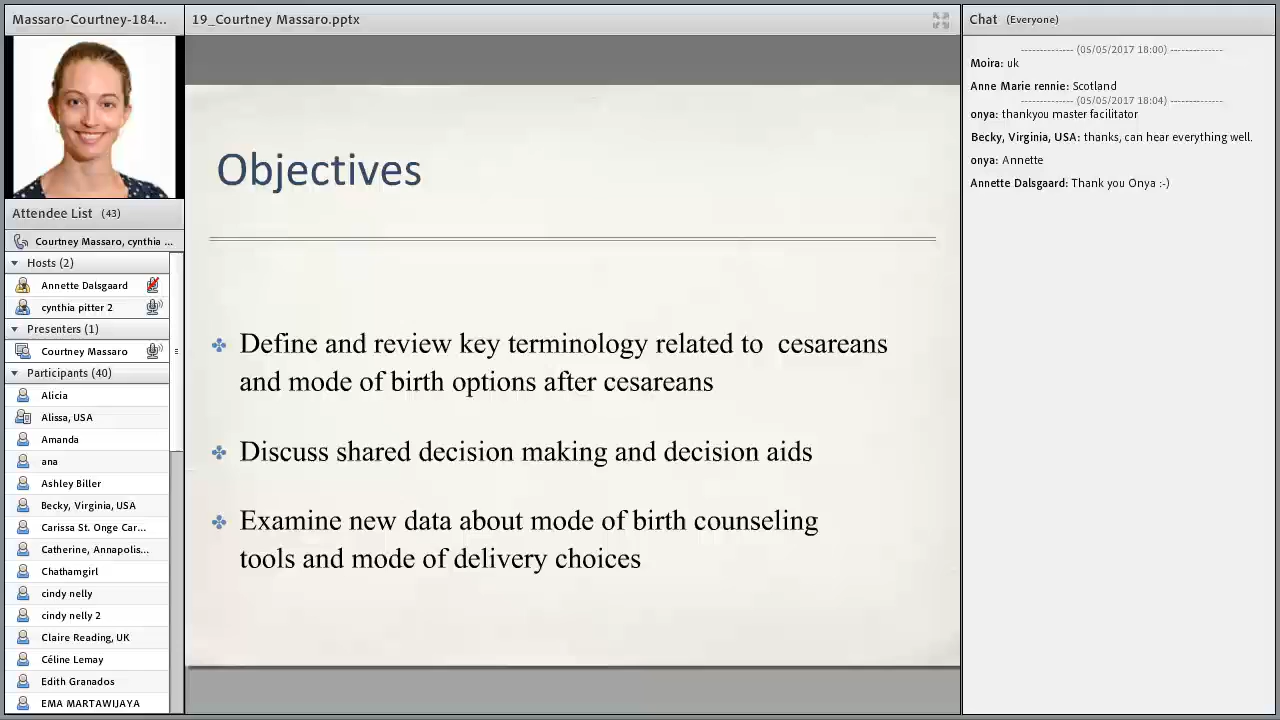 Massaro-Courtney-184...
Attendee List (43)
Courtney Massaro, cynthia ...
Hosts (2)
Annette Dalsgaard
cynthia pitter 2
Presenters (1)
Courtney Massaro
Participants (40)
Alicia
Alissa, USA
Amanda
ana
Ashley Biller
Becky, Virginia, USA
Carissa St. Onge Car...
Catherine, Annapolis...
Chathamgirl
cindy nelly
cindy nelly 2
Claire Reading, UK
Céline Lemay
Edith Granados
EMA MARTAWIJAYA
19_Courtney Massaro.pptx
Objectives
Define and review key terminology related to cesareans
and mode of birth options after cesareans
Discuss shared decision making and decision aids
Examine new data about mode of birth counseling
tools and mode of delivery choices
Chat (Everyone)
-------------- (05/05/2017 18:00) --------------
Moira: uk
Anne Marie rennie: Scotland
-------------- (05/05/2017 18:04) --------------
onya: thankyou master facilitator
Becky, Virginia, USA: thanks, can hear everything well.
onya: Annette
Annette Dalsgaard: Thank you Onya :-)